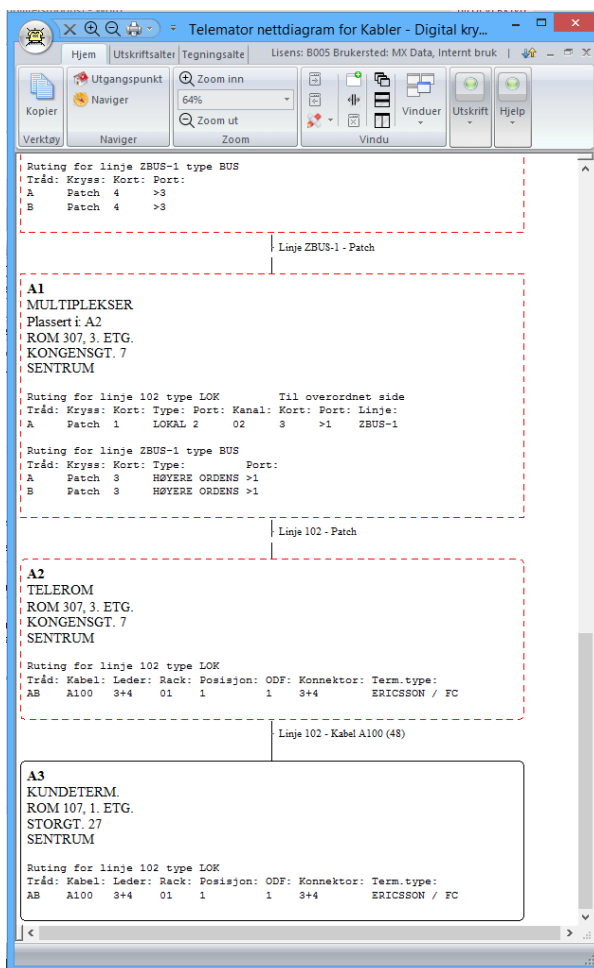 Telemator nettdiagram for Kabler - Digital kry...
Hjem Utskriftsalter Tegningsalte Lisens: B005 Brukersted: MX Data, Internt bruk
Kopier
Utgangspunkt
Naviger
Zoom inn
64%
Zoom ut
Vinduer
Utskrift
Hjelp
Verktøy Naviger Zoom Vindu
Ruting for linje ZBUS-1 type BUS
Tråd: Kryss: Kort: Port:
A Patch 4 >3
B Patch 4 >3
Linje ZBUS-1 - Patch
A1
MULTIPLEKSER
Plassert i: A2
ROM 307, 3. ETG.
KONGENSGT. 7
SENTRUM
Ruting for linje 102 type LOK Til overordnet side
Tråd: Kryss: Kort: Type: Port: Kanal: Kort: Port: Linje:
A Patch 1 LOKAL 2 02 3 >1 ZBUS-1
Ruting for linje ZBUS-1 type BUS
Tråd: Kryss: Kort: Type: Port:
A Patch 3 HØYERE ORDENS >1
B Patch 3 HØYERE ORDENS >1
Linje 102 - Patch
A2
TELEROM
ROM 307, 3. ETG.
KONGENSGT. 7
SENTRUM
Ruting for linje 102 type LOK
Tråd: Kabel: Leder: Rack: Posisjon: ODF: Konnektor: Term.type:
AB A100 3+4 01 1 1 3+4 ERICSSON / FC
Linje 102 - Kabel A100 (48)
A3
KUNDETERM.
ROM 107, 1. ETG.
STORGT. 27
SENTRUM
Ruting for linje 102 type LOK
Tråd: Kabel: Leder: Rack: Posisjon: ODF: Konnektor: Term.type:
AB A100 3+4 01 1 1 3+4 ERICSSON / FC